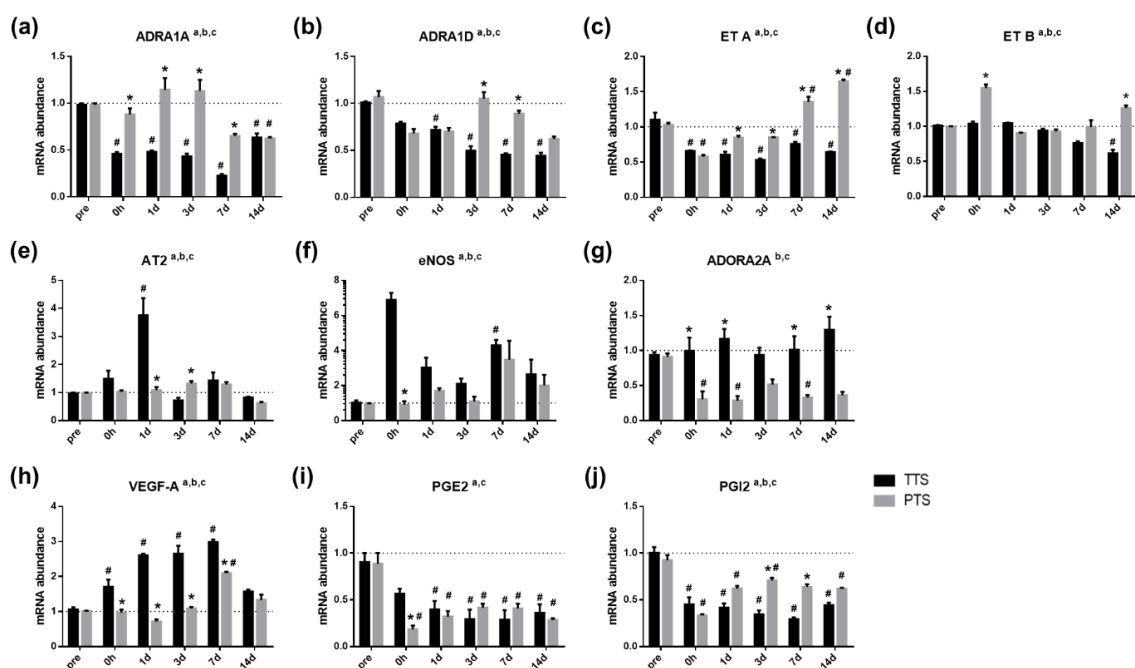 (a) ADRA1A a,b,c
mRNA abundance
1.5
1.0
0.5
0.0
* * * * # # # # # #
pre 0h 1d 3d 7d 14d
(b) ADRA1D a,b,c
mRNA abundance
1.5
1.0
0.5
0.0
# # * # * # #
pre 0h 1d 3d 7d 14d
(c) ET A a,b,c
mRNA abundance
2.0
1.5
1.0
0.5
0.0
# # # * # * # * # # * #
pre 0h 1d 3d 7d 14d
(d) ET B a,b,c
mRNA abundance
2.0
1.5
1.0
0.5
0.0
* # *
pre 0h 1d 3d 7d 14d
(e) AT2 a,b,c
mRNA abundance
5
4
3
2
1
0
# * *
pre 0h 1d 3d 7d 14d
(f) eNOS a,b,c
mRNA abundance
8
6
4
2
1
0
* #
pre 0h 1d 3d 7d 14d
(g) ADORA2A b,c
mRNA abundance
2.0
1.5
1.0
0.5
0.0
* # * # * # *
pre 0h 1d 3d 7d 14d
(h) VEGF-A a,b,c
mRNA abundance
4
3
2
1
0
# * # * # * # * #
pre 0h 1d 3d 7d 14d
(i) PGE2 a,c
mRNA abundance
1.5
1.0
0.5
0.0
* # # # # # # # # #
pre 0h 1d 3d 7d 14d
(j) PGI2 a,b,c
mRNA abundance
1.5
1.0
0.5
0.0
# # # # # * # # * # #
pre 0h 1d 3d 7d 14d
TTS
PTS